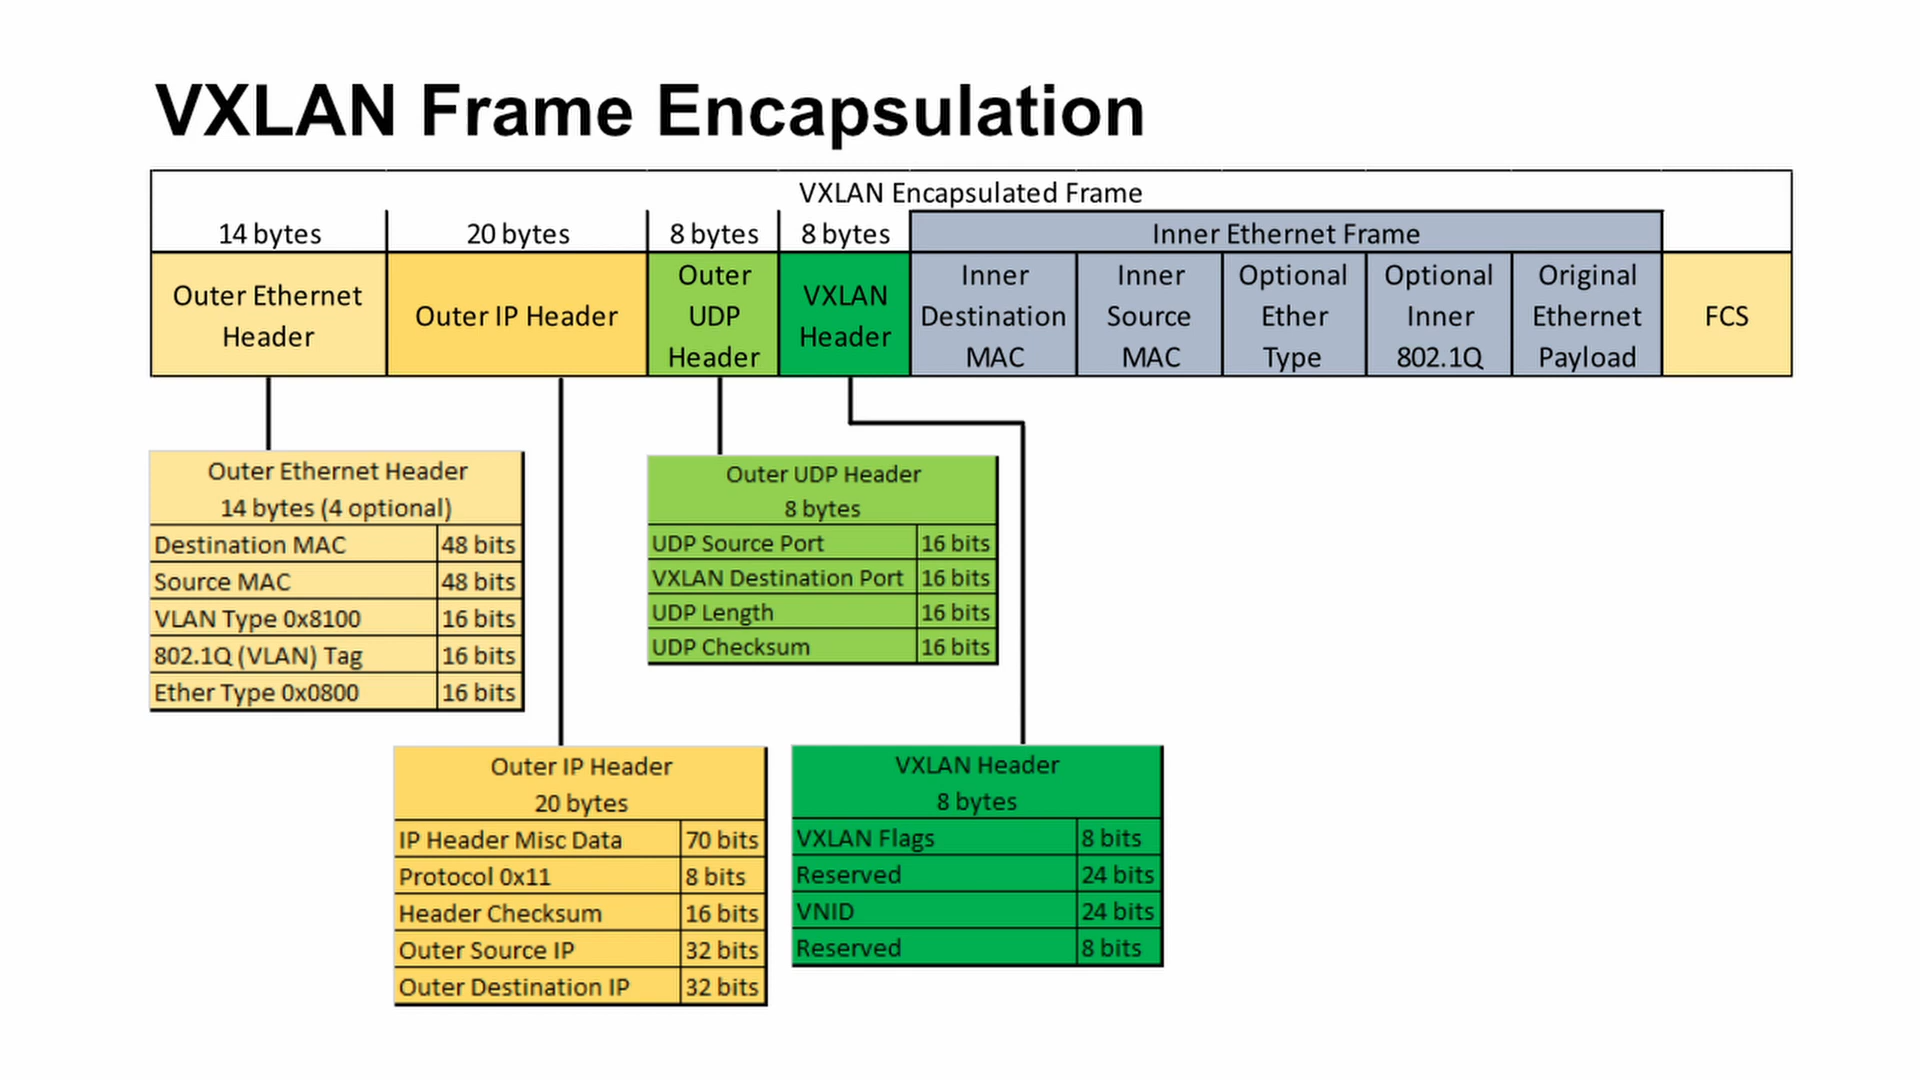 VXLAN Frame Encapsulation
VXLAN Encapsulated Frame
14 bytes
20 bytes
8 bytes
8 bytes
Inner Ethernet Frame
Outer Ethernet
Header
Outer IP Header
Outer
UDP
Header
VXLAN
Header
Inner
Destination
MAC
Inner
Source
MAC
Optional
Ether
Type
Optional
Inner
802.1Q
Original
Ethernet
Payload
FCS
Outer Ethernet Header
14 bytes (4 optional)
Destination MAC 48 bits
Source MAC 48 bits
VLAN Type 0x8100 16 bits
802.1Q (VLAN) Tag 16 bits
Ether Type 0x0800 16 bits
Outer UDP Header
8 bytes
UDP Source Port 16 bits
VXLAN Destination Port 16 bits
UDP Length 16 bits
UDP Checksum 16 bits
Outer IP Header
20 bytes
IP Header Misc Data 70 bits
Protocol 0x11 8 bits
Header Checksum 16 bits
Outer Source IP 32 bits
Outer Destination IP 32 bits
VXLAN Header
8 bytes
VXLAN Flags 8 bits
Reserved 24 bits
VNID 24 bits
Reserved 8 bits